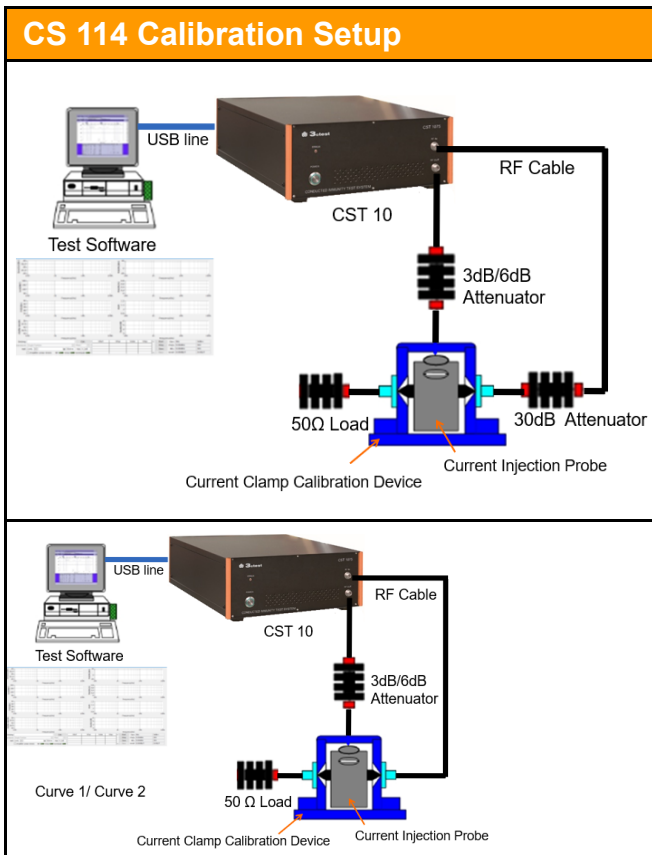 CS 114 Calibration Setup
USB line
3ctest
RF Cable
CST 10
Test Software
3dB/6dB
Attenuator
50Ω Load
30dB Attenuator
Current Injection Probe
Current Clamp Calibration Device
USB line
3ctest
RF Cable
CST 10
Test Software
3dB/6dB
Attenuator
Curve 1/ Curve 2
50 Ω Load
Current Injection Probe
Current Clamp Calibration Device